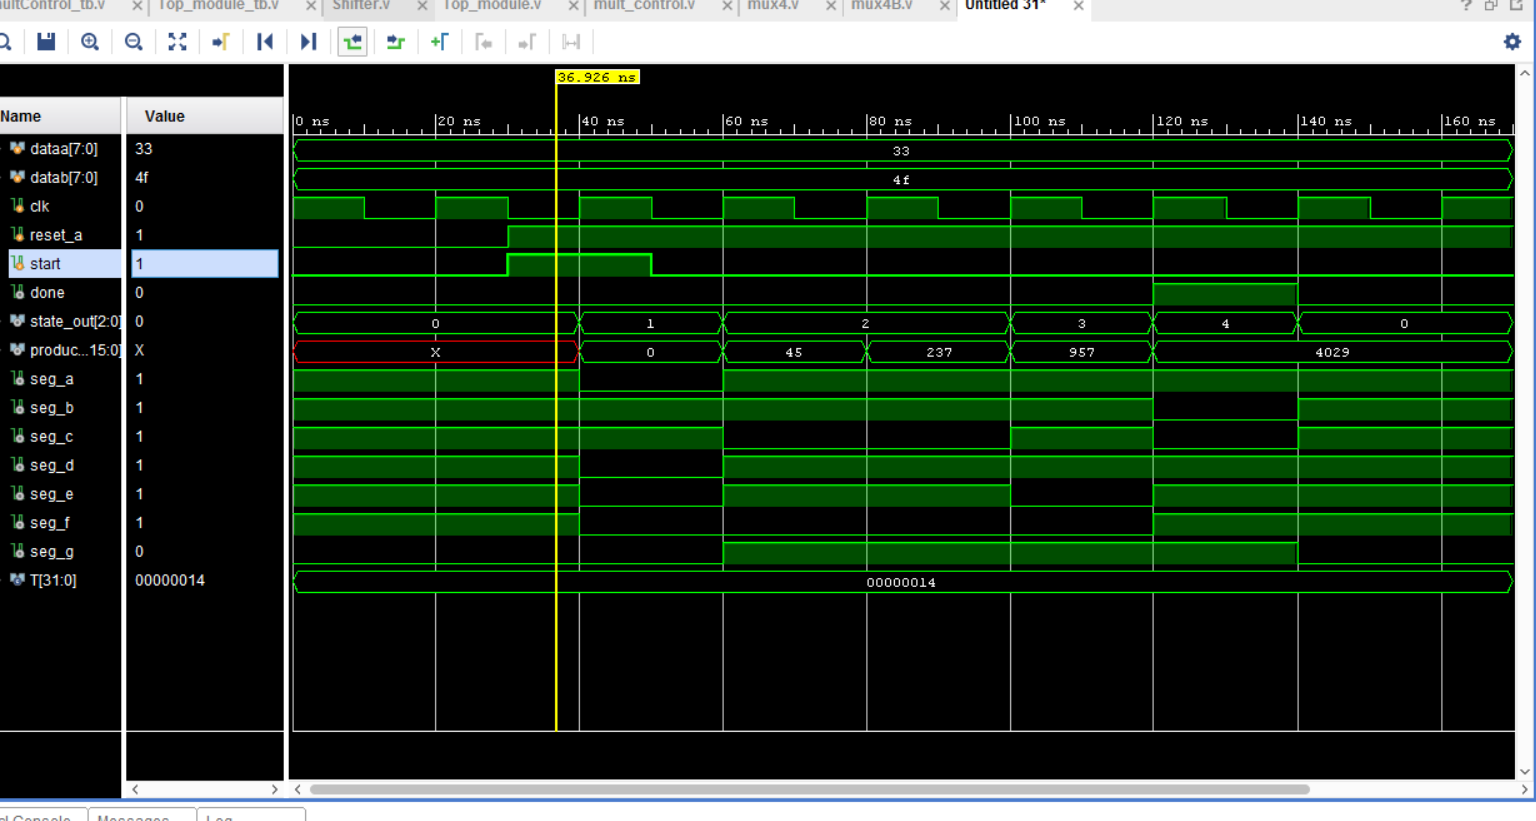 ultControl_tb.v Top_module_tb.v Shifter.v Top_module.v mult_control.v mux4.v mux4B.v Untitled 31*
36.926 ns
Name Value 0 ns 20 ns 40 ns 60 ns 80 ns 100 ns 120 ns 140 ns 160 ns
dataa[7:0] 33 33
datab[7:0] 4f 4f
clk 0
reset_a 1
start 1
done 0
state_out[2:0] 0 0 1 2 3 4 0
produc...15:0] X X 0 45 237 957 4029
seg_a 1
seg_b 1
seg_c 1
seg_d 1
seg_e 1
seg_f 1
seg_g 0
T[31:0] 00000014 00000014
cl Console Messages Log